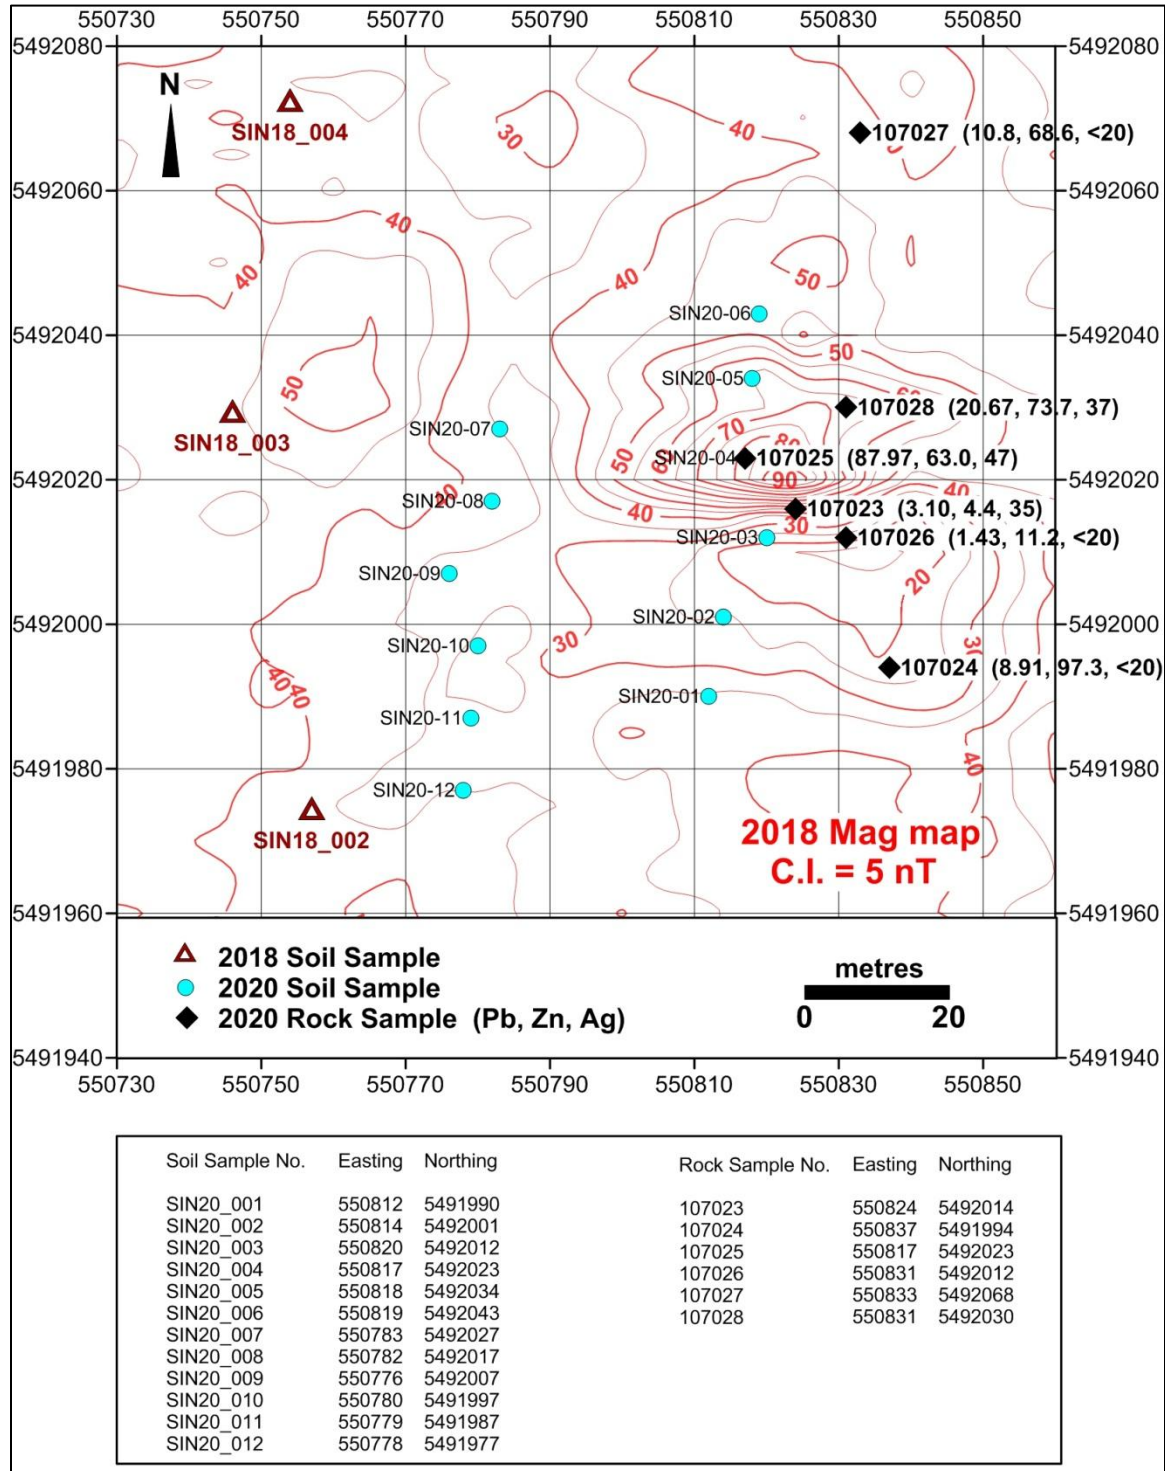 550730 550750 550770 550790 550810 550830 550850
5492080 5492080
N
SIN18_004
30
40
107027 (10.8, 68.6, <20)
5492060 5492060
40
40
40
50
SIN20-06
5492040 5492040
50
SIN20-05
50
60
107028 (20.67, 73.7, 37)
SIN18_003
SIN20-07
70
80
50
60
SIN20-04
107025 (87.97, 63.0, 47)
5492020 5492020
90
40
SIN20-08
40
40
107023 (3.10, 4.4, 35)
30
SIN20-03
107026 (1.43, 11.2, <20)
SIN20-09
20
5492000 5492000
SIN20-02
SIN20-10
30
30
107024 (8.91, 97.3, <20)
40
40
SIN20-01
SIN20-11
5491980 5491980
40
SIN20-12
SIN18_002
2018 Mag map
C.I. = 5 nT
5491960 5491960
2018 Soil Sample
2020 Soil Sample
2020 Rock Sample (Pb, Zn, Ag)
metres
0 20
5491940 5491940
550730 550750 550770 550790 550810 550830 550850
Soil Sample No. Easting Northing
SIN20_001 550812 5491990
SIN20_002 550814 5492001
SIN20_003 550820 5492012
SIN20_004 550817 5492023
SIN20_005 550818 5492034
SIN20_006 550819 5492043
SIN20_007 550783 5492027
SIN20_008 550782 5492017
SIN20_009 550776 5492007
SIN20_010 550780 5491997
SIN20_011 550779 5491987
SIN20_012 550778 5491977
Rock Sample No. Easting Northing
107023 550824 5492014
107024 550837 5491994
107025 550817 5492023
107026 550831 5492012
107027 550833 5492068
107028 550831 5492030